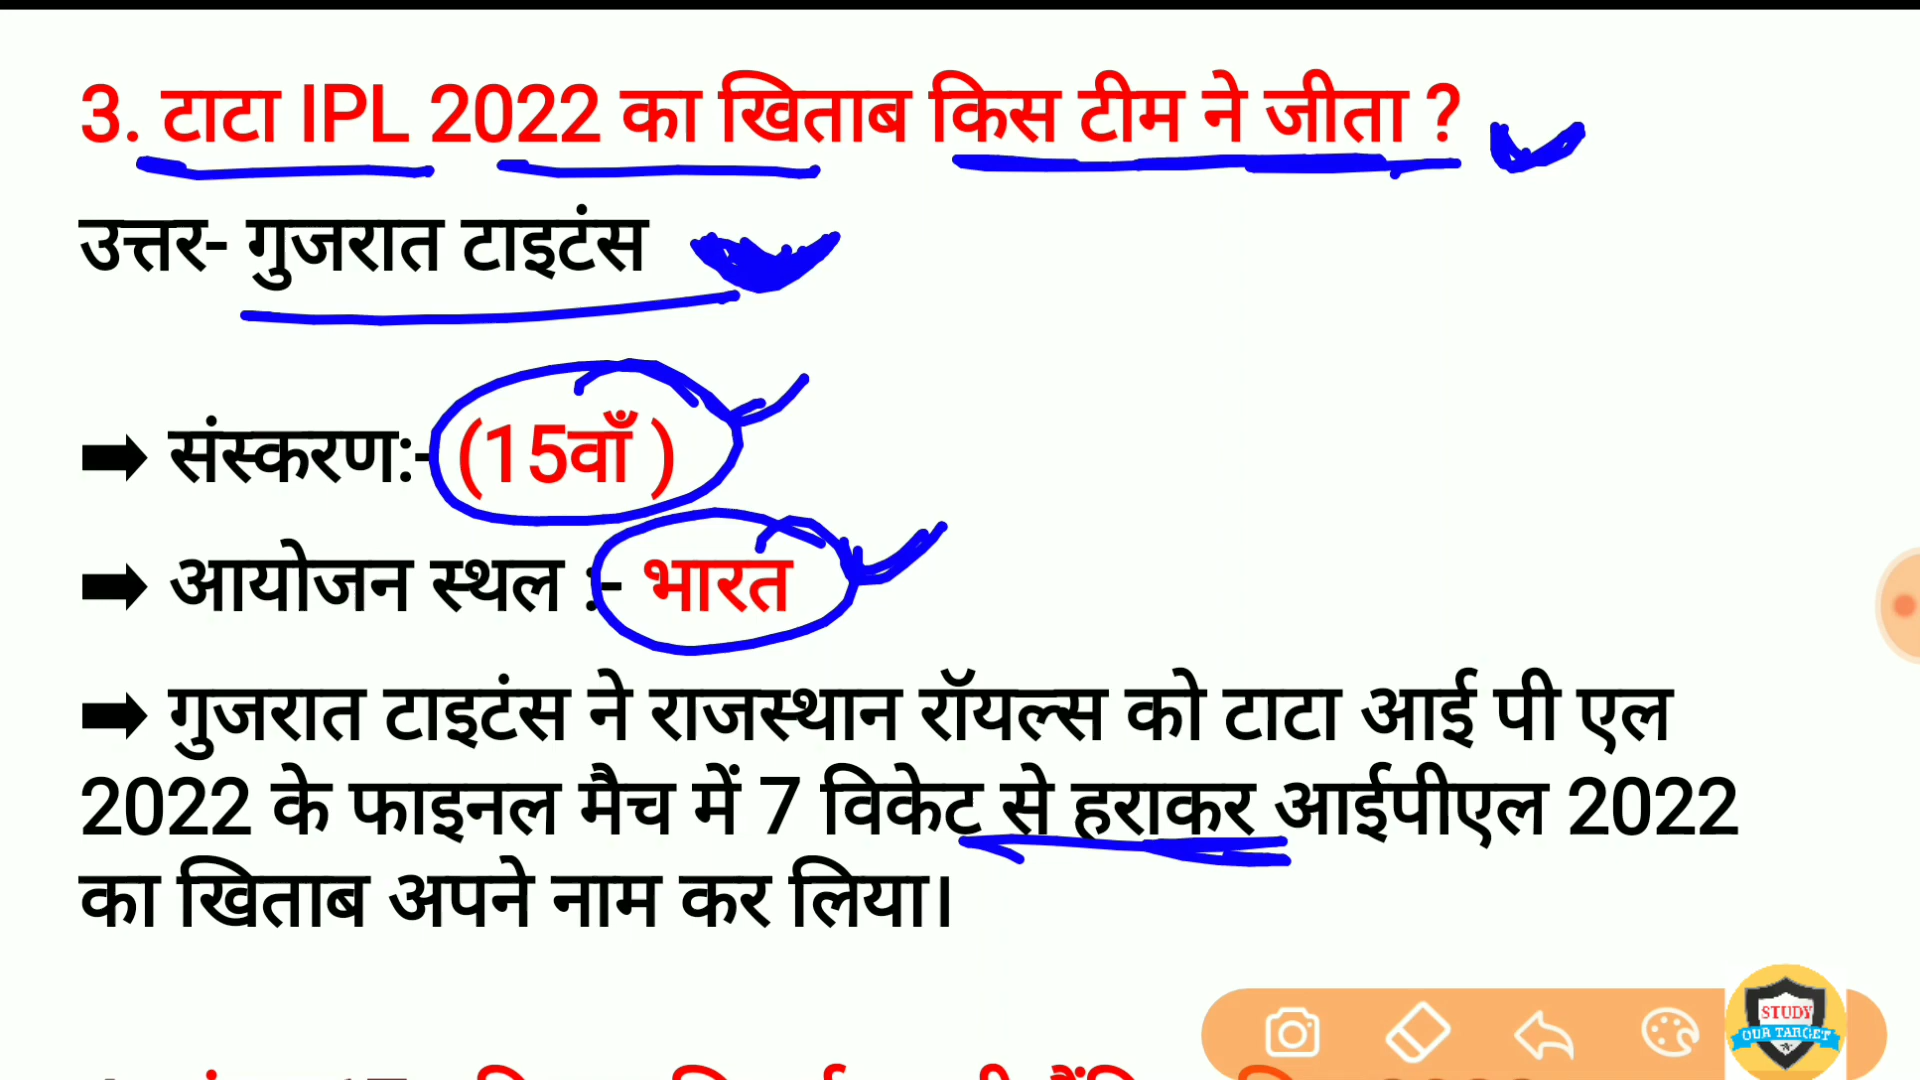 3. टाटा IPL 2022 का खिताब किस टीम ने जीता ?
उत्तर- गुजरात टाइटंस
➡ संस्करण:- (15वाँ )
➡ आयोजन स्थल :- भारत
➡ गुजरात टाइटंस ने राजस्थान रॉयल्स को टाटा आई पी एल
2022 के फाइनल मैच में 7 विकेट से हराकर आईपीएल 2022
का खिताब अपने नाम कर लिया।
STUDY
OUR TARGET